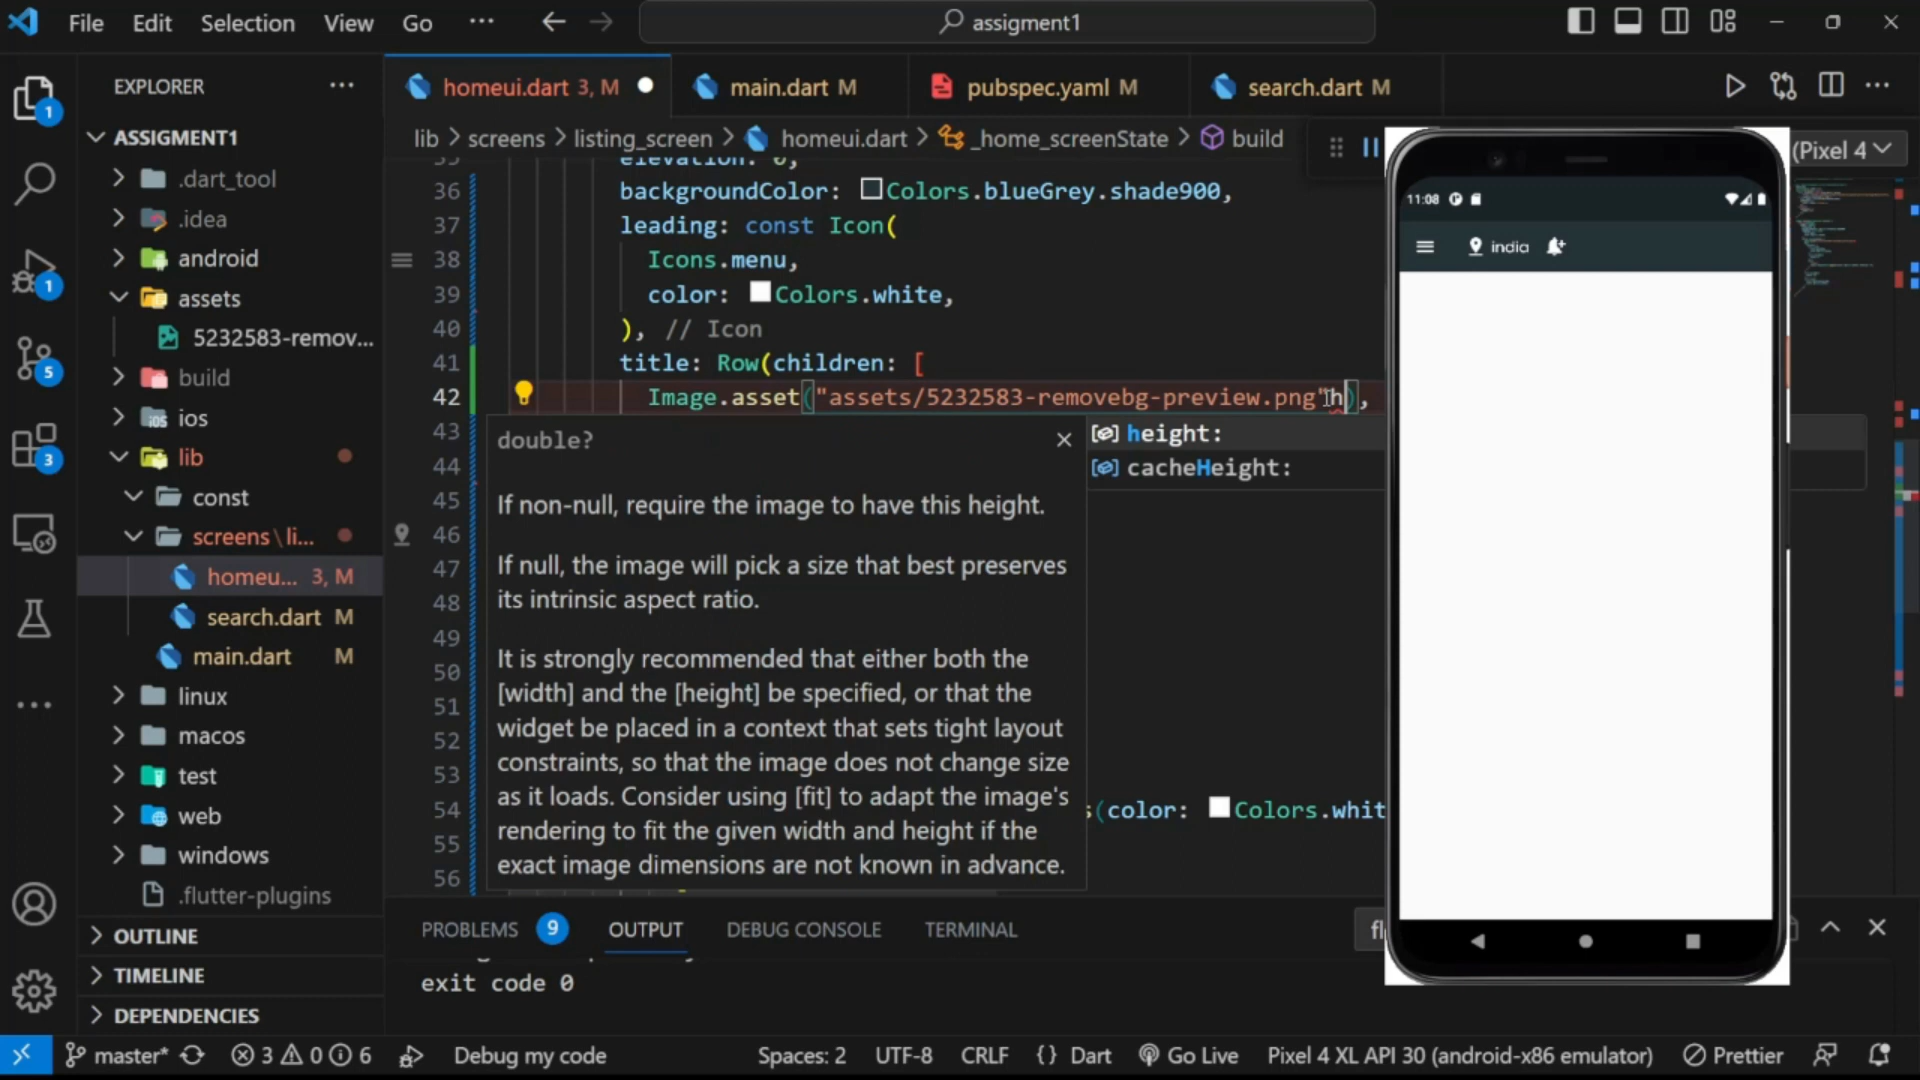 File Edit Selection View Go ··· assigment1
EXPLORER ···
homeui.dart 3, M
main.dart M
pubspec.yaml M
search.dart M
ASSIGMENT1
lib > screens > listing_screen > homeui.dart > _home_screenState > build
(Pixel 4
.dart_tool
.idea
android
assets
5232583-remov...
build
ios
lib
const
screens\li...
homeu... 3, M
search.dart M
main.dart M
linux
macos
test
web
windows
.flutter-plugins
OUTLINE
TIMELINE
DEPENDENCIES
1
1
5
3
35 elevation: 0,
36 backgroundColor: Colors.blueGrey.shade900,
37 leading: const Icon(
38 Icons.menu,
39 color: Colors.white,
40 ), // Icon
41 title: Row(children: [
42 Image.asset("assets/5232583-removebg-preview.png"h),
43
44
45
46
47
48
49
50
51
52
53
54 (color: Colors.whit
55
56
double?
If non-null, require the image to have this height.
If null, the image will pick a size that best preserves
its intrinsic aspect ratio.
It is strongly recommended that either both the
[width] and the [height] be specified, or that the
widget be placed in a context that sets tight layout
constraints, so that the image does not change size
as it loads. Consider using [fit] to adapt the image's
rendering to fit the given width and height if the
exact image dimensions are not known in advance.
height:
cacheHeight:
11:08
india
PROBLEMS 9 OUTPUT DEBUG CONSOLE TERMINAL fl
exit code 0
master* 3 0 6 Debug my code Spaces: 2 UTF-8 CRLF {} Dart Go Live Pixel 4 XL API 30 (android-x86 emulator) Prettier